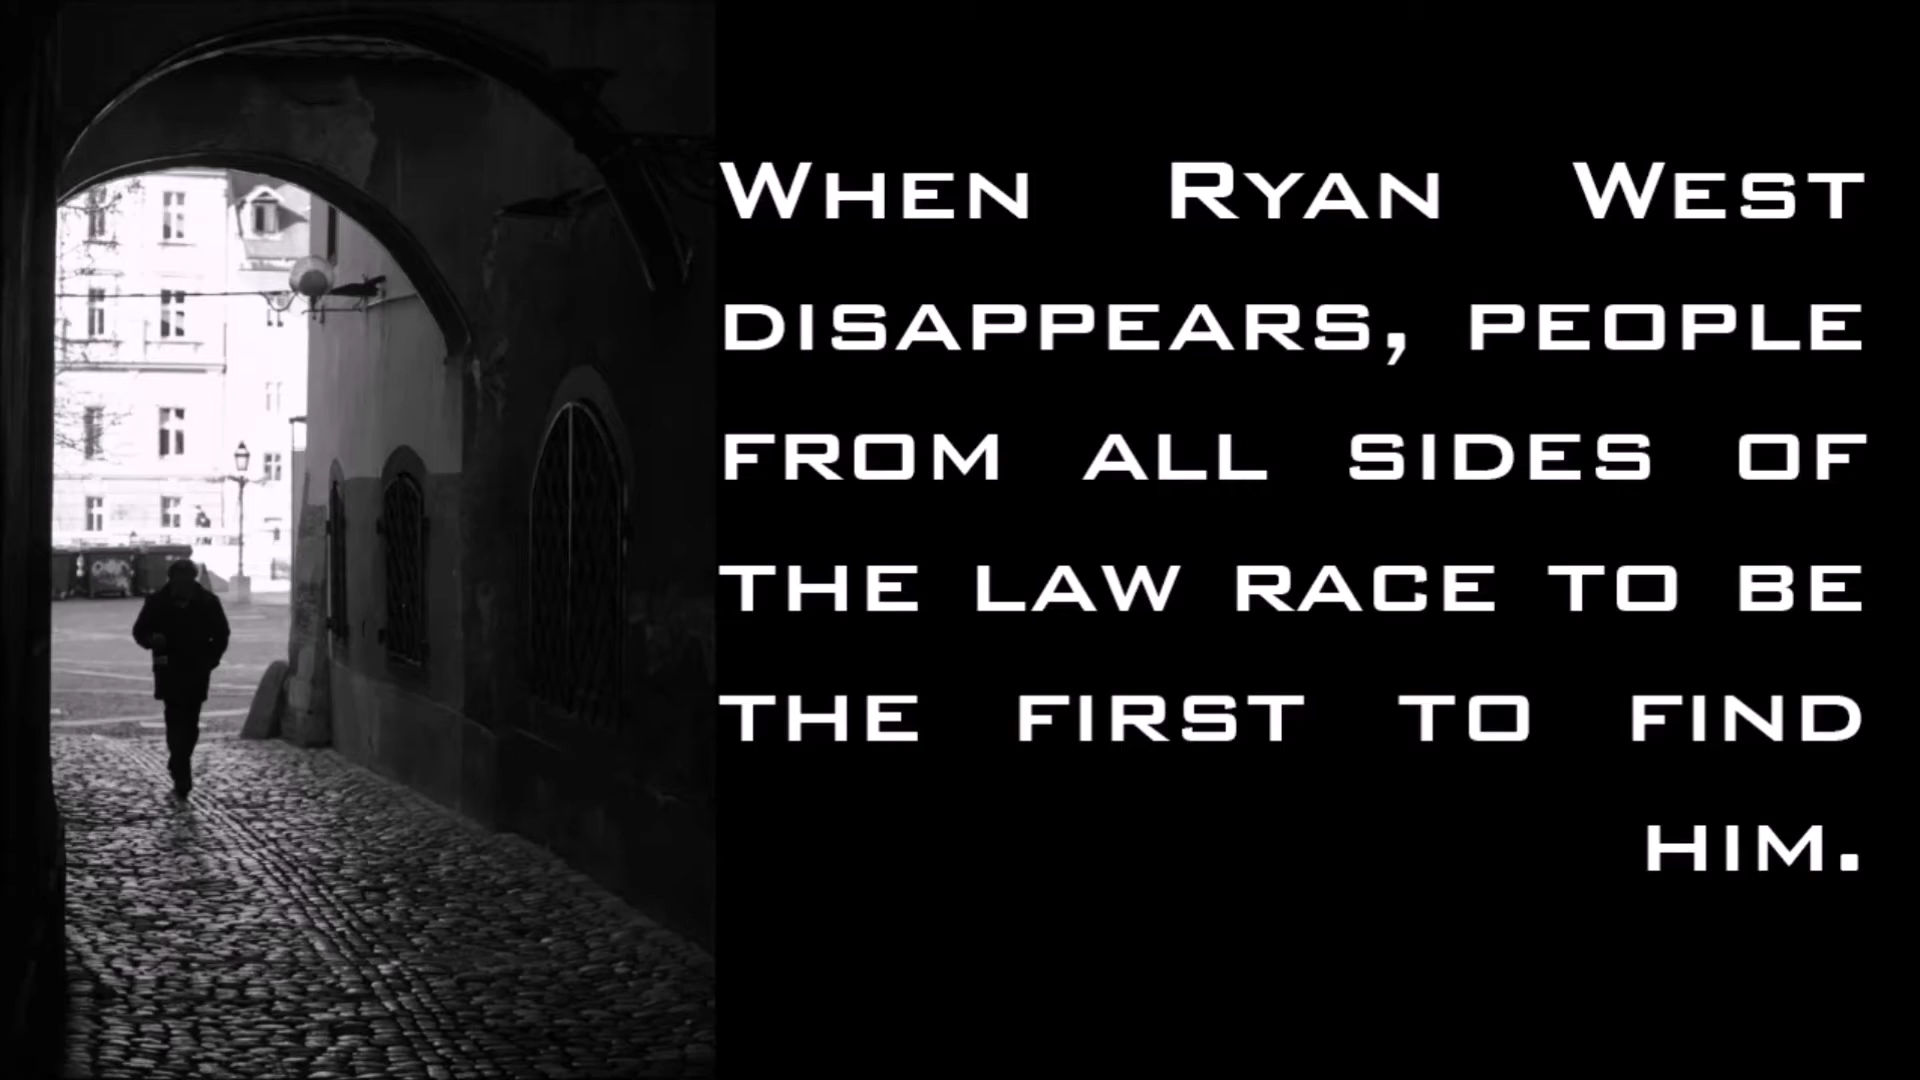 When Ryan West
disappears, people
from all sides of
the law race to be
the first to find
him.